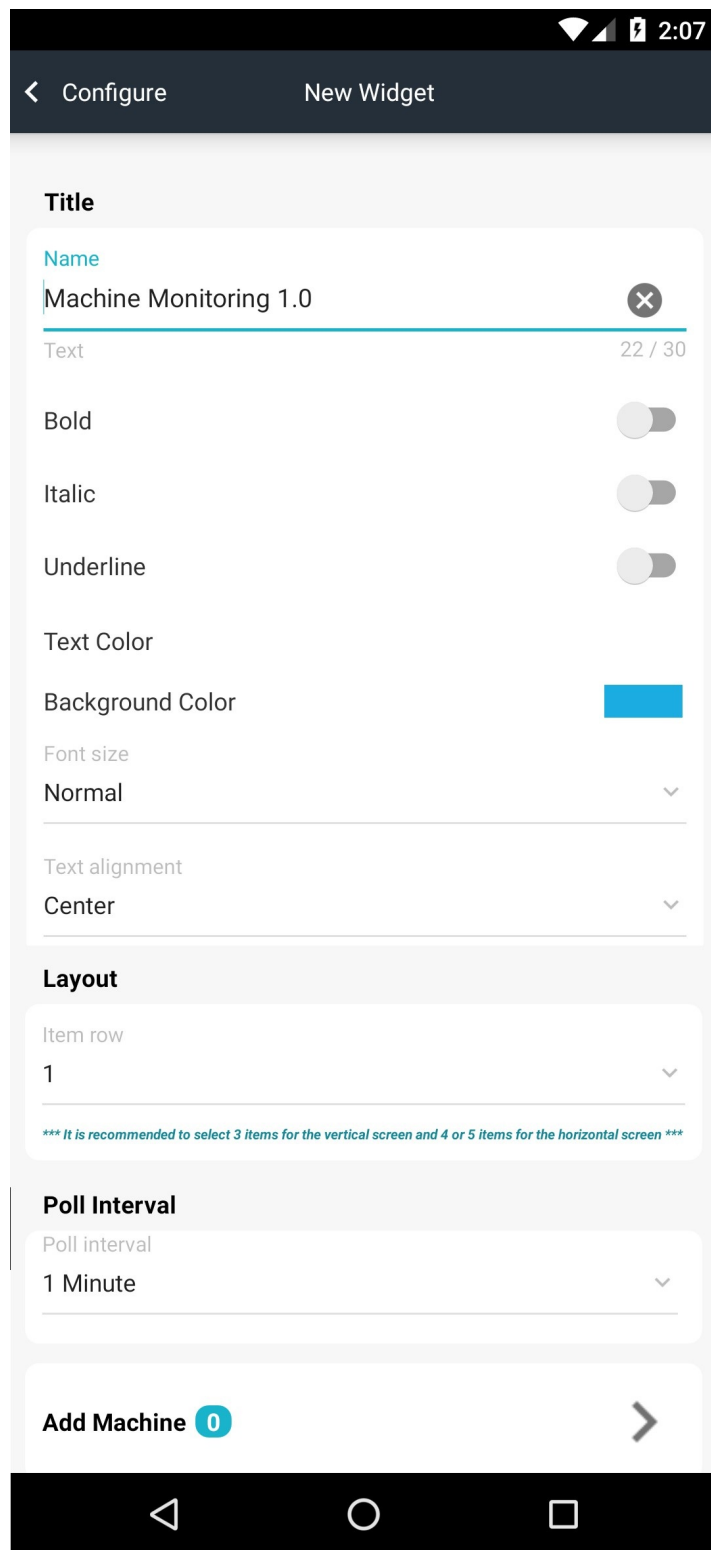 2:07
Configure New Widget
Title
Name
Machine Monitoring 1.0
Text 22 / 30
Bold
Italic
Underline
Text Color
Background Color
Font size
Normal
Text alignment
Center
Layout
Item row
1
*** It is recommended to select 3 items for the vertical screen and 4 or 5 items for the horizontal screen ***
Poll Interval
Poll interval
1 Minute
Add Machine 0